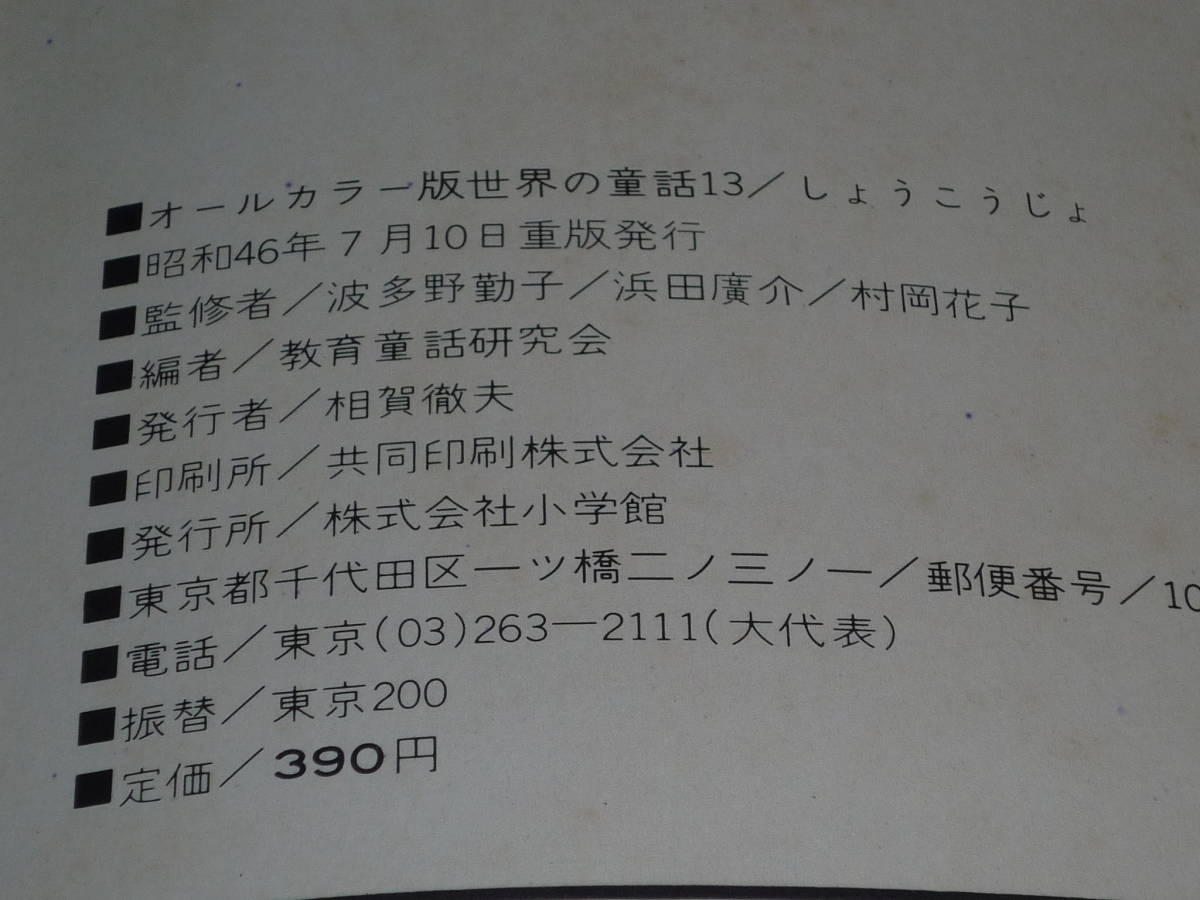 ■オールカラー版世界の童話13／しょうこうじょ
■昭和46年7月10日重版発行
■監修者／波多野勤子／浜田廣介／村岡花子
■編者／教育童話研究会
■発行者／相賀徹夫
■印刷所／共同印刷株式会社
■発行所／株式会社小学館
■東京都千代田区一ツ橋二ノ三ノ一／郵便番号／10
■電話／東京(03)263—2111(大代表)
■振替／東京200
■定価／390円